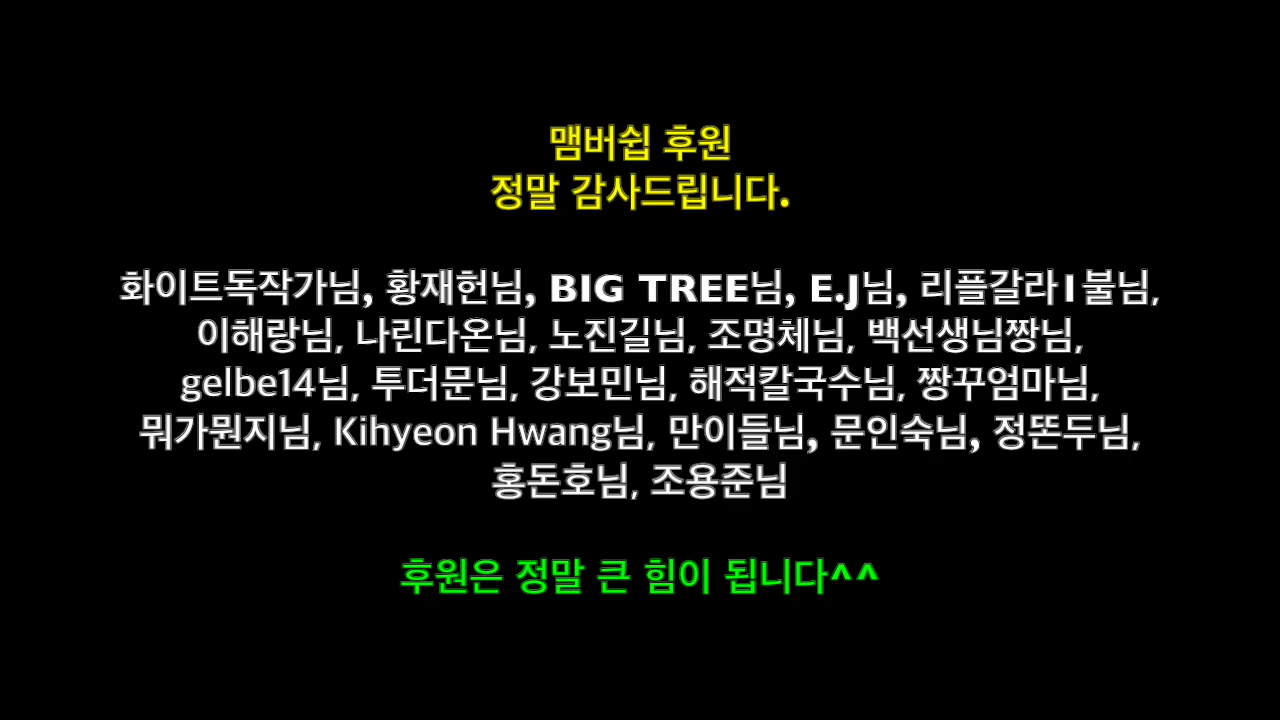 맴버쉽 후원
정말 감사드립니다.
화이트독작가님, 황재헌님, BIG TREE님, E.J님, 리플갈라I불님,
이해랑님, 나린다온님, 노진길님, 조명체님, 백선생님짱님,
gelbe14님, 투더문님, 강보민님, 해적칼국수님, 짱꾸엄마님,
뭐가뭔지님, Kihyeon Hwang님, 만이들님, 문인숙님, 정똔두님,
홍돈호님, 조용준님
후원은 정말 큰 힘이 됩니다^^